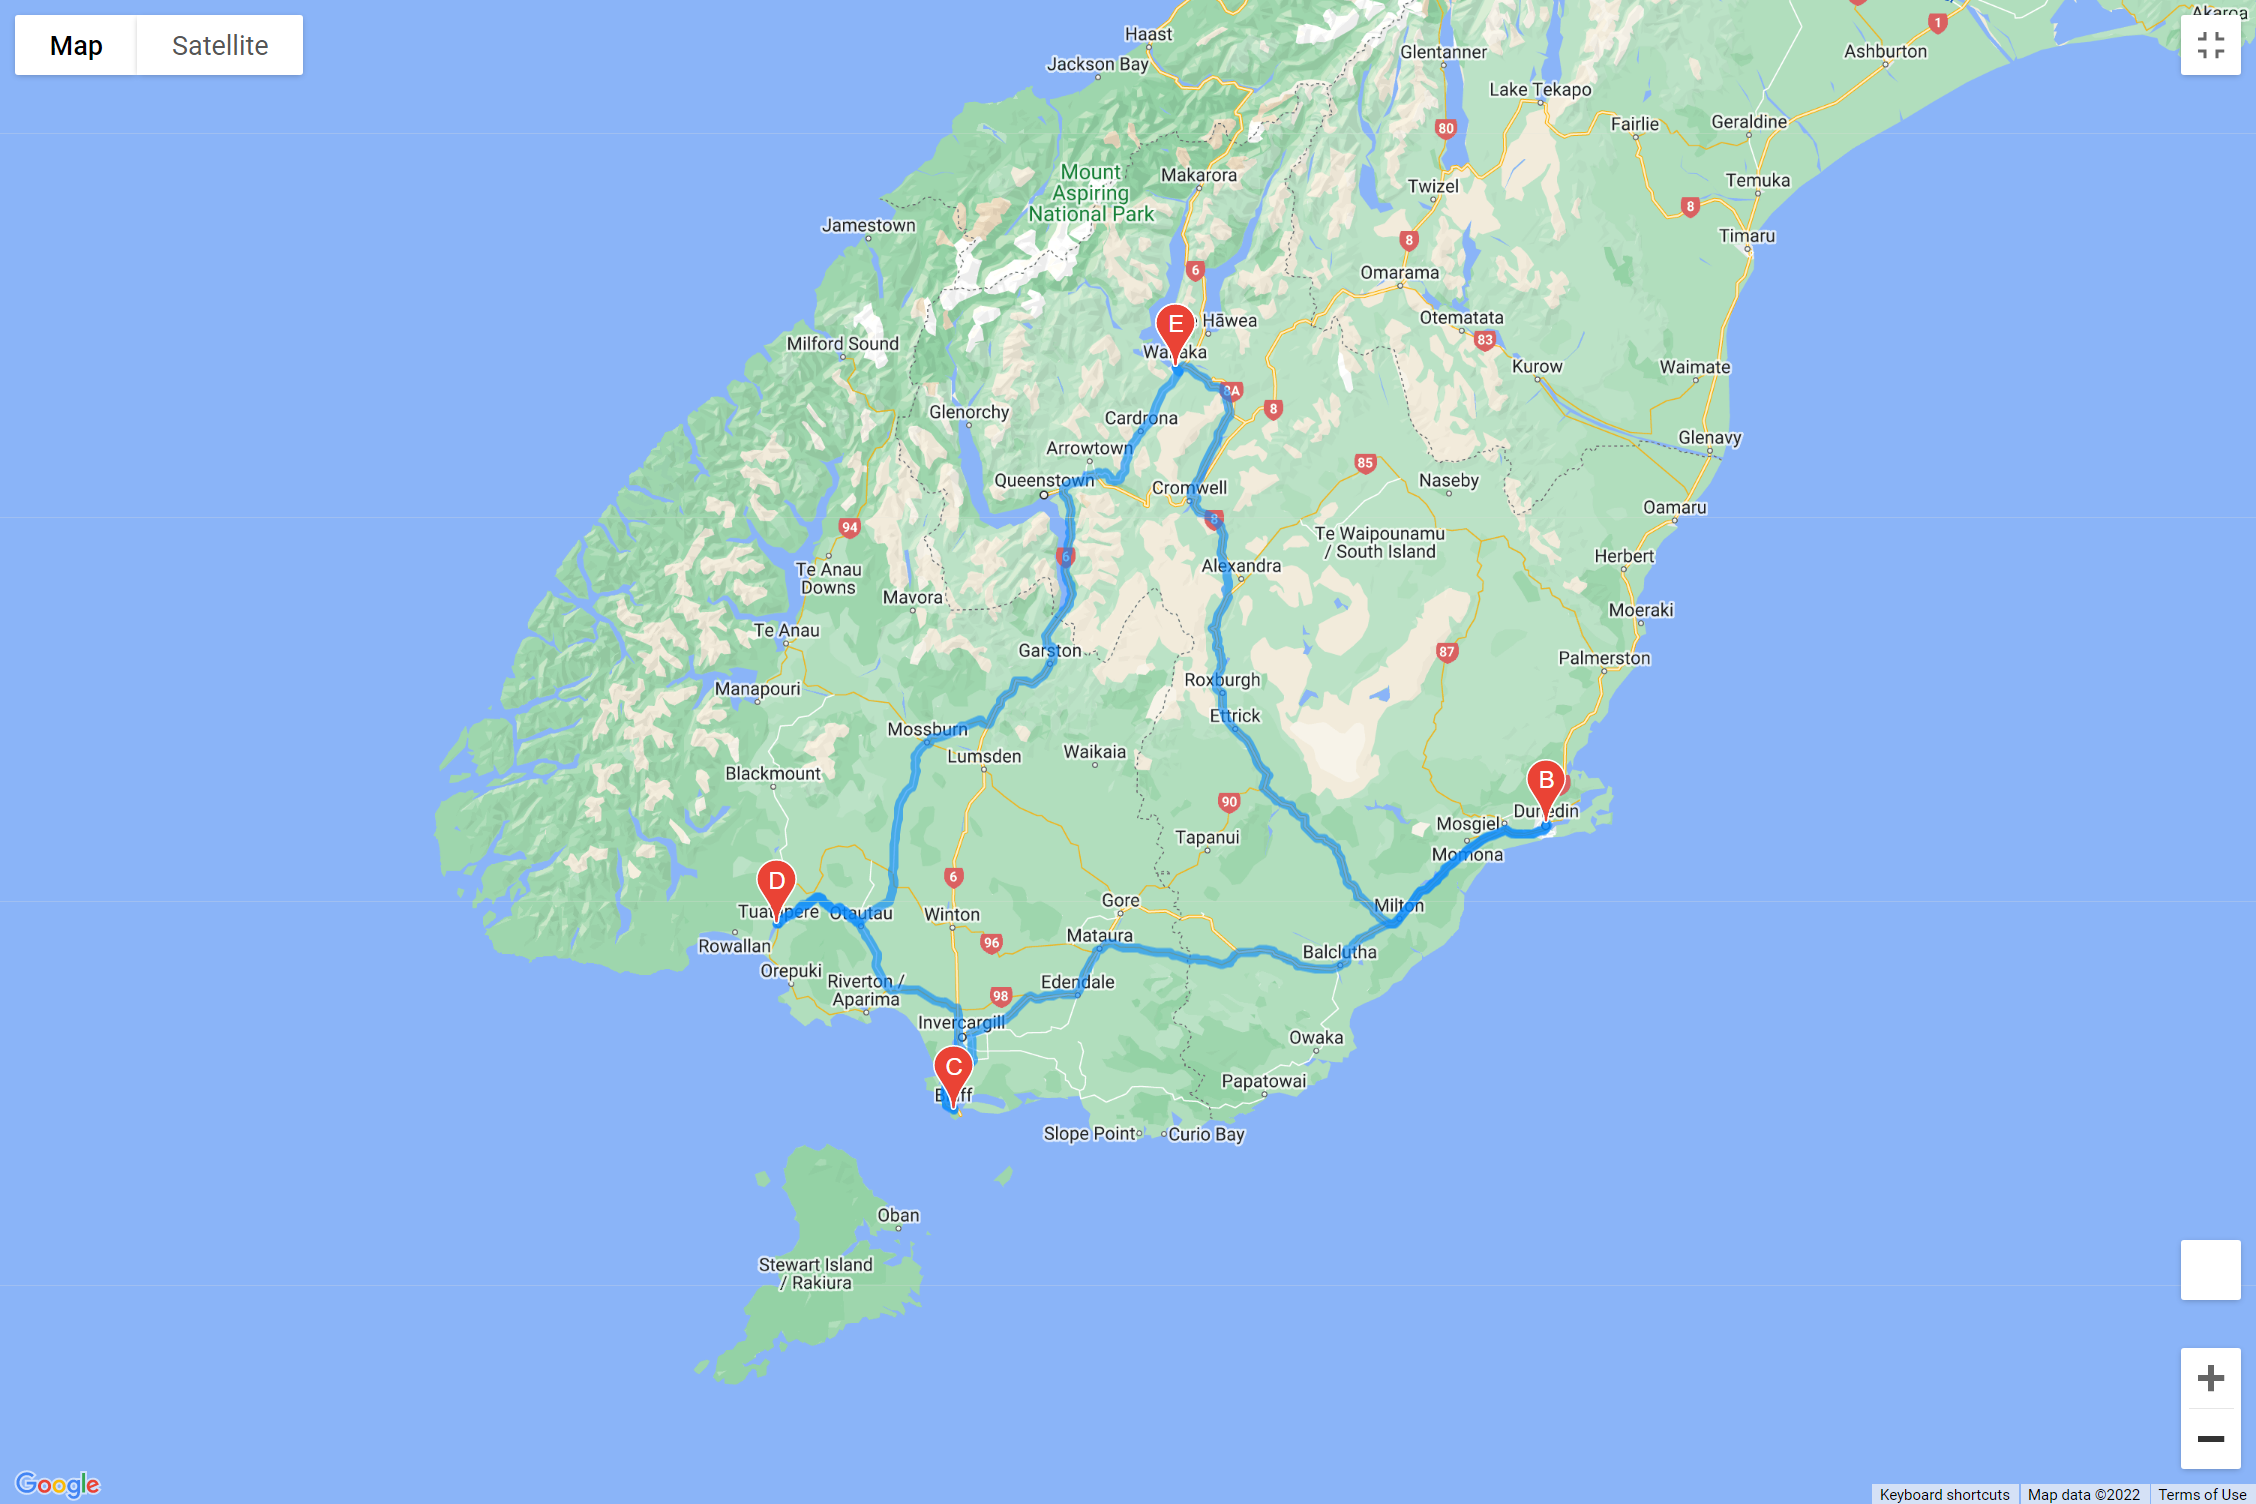 Map
Satellite
Haast
Jackson Bay
Glentanner
Lake Tekapo
1
Akaroa
Ashburton
80
Fairlie
Geraldine
Mount
Aspiring
National Park
Makarora
Twizel
Temuka
8
Jamestown
8
Timaru
6
Omarama
Otematata
Hāwea
E
83
Milford Sound
Wanaka
Kurow
Waimate
8A
8
Glenorchy
Cardrona
Glenavy
Arrowtown
85
Queenstown
Cromwell
Naseby
Oamaru
94
8
Te Waipounamu
/ South Island
6
Herbert
Te Anau
Downs
Alexandra
Mavora
Moeraki
Te Anau
Garston
87
Palmerston
Manapouri
Roxburgh
Ettrick
Mossburn
Waikaia
Lumsden
Blackmount
B
90
Dunedin
Mosgiel
Tapanui
Momona
D
6
Gore
Milton
Tuatapere
Otautau
Winton
Rowallan
96
Mataura
Balclutha
Orepuki
Riverton /
Aparima
Edendale
98
Invercargill
Owaka
C
Bluff
Papatowai
Slope Point
Curio Bay
Oban
Stewart Island
/ Rakiura
Google
Keyboard shortcuts
Map data ©2022
Terms of Use